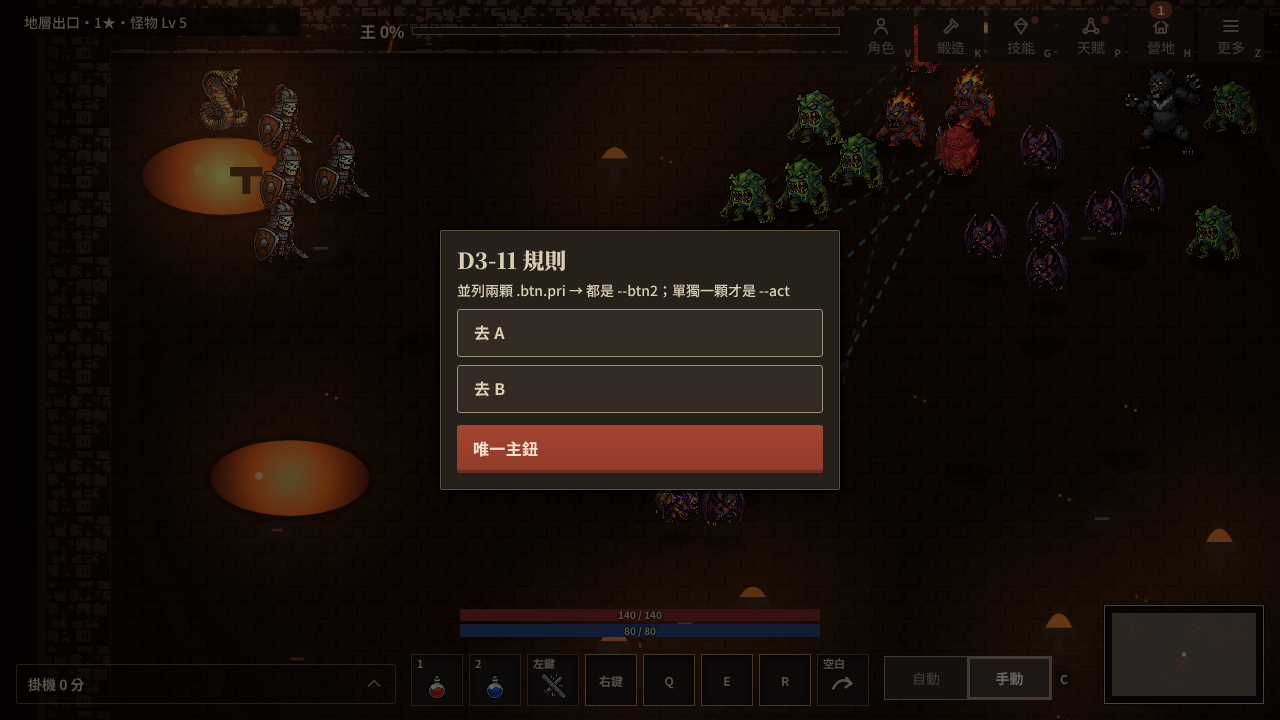 地層出口・1★・怪物 Lv 5
王 0%
1
角色 V
鍛造 K
技能 G
天賦 P
營地 H
更多 Z
T
D3-11 規則
並列兩顆 .btn.pri → 都是 --btn2；單獨一顆才是 --act
去 A
去 B
唯一主鈕
140 / 140
80 / 80
掛機 0 分
1
2
左鍵
右鍵
Q
E
R
空白
自動
手動
C